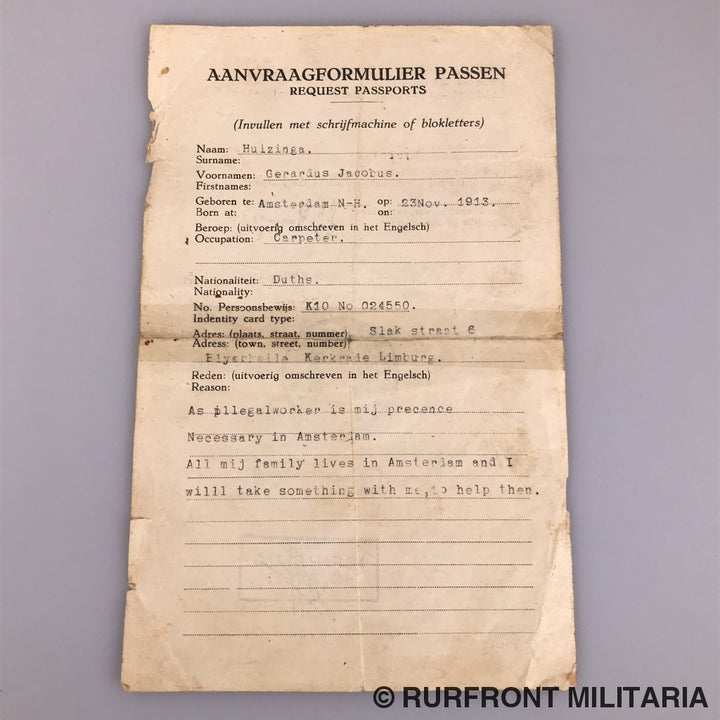 AANVRAAGFORMULIER PASSEN
REQUEST PASSPORTS
(Invullen met schrijfmachine of blokletters)
Naam: Huizinga.
Surname:
Voornamen: Gerardus Jacobus.
Firstnames:
Geboren te: Amsterdam N-H. op: 23Nov. 1913.
Born at: on:
Beroep: (uitvoerig omschreven in het Engelsch)
Occupation: Carpeter.
Nationaliteit: Duths.
Nationality:
No. Persoonsbewijs: K10 No 024550.
Indentity card type:
Adres: (plaats, straat, nummer) Slak straat 6
Adress: (town, street, number)
Kerkrade Limburg.
Reden: (uitvoerig omschreven in het Engelsch)
Reason:
As illegalworker is mij precence
Necessary in Amsterdam.
All mij family lives in Amsterdam and I
willl take something with me, to help then.
© RURFRONT MILITARIA